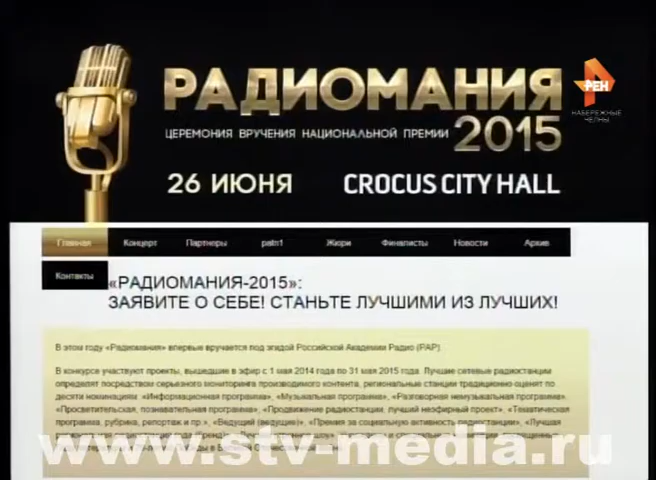 РАДИОМАНИЯ
ЦЕРЕМОНИЯ ВРУЧЕНИЯ НАЦИОНАЛЬНОЙ ПРЕМИИ 2015
26 ИЮНЯ CROCUS CITY HALL
РЕН
НАБЕРЕЖНЫЕ
ЧЕЛНЫ
Главная Концерт Партнеры patn1 Жюри Финалисты Новости Архив
Контакты
«РАДИОМАНИЯ-2015»:
ЗАЯВИТЕ О СЕБЕ! СТАНЬТЕ ЛУЧШИМИ ИЗ ЛУЧШИХ!
В этом году «Радиомания» впервые вручается под эгидой Российской Академии Радио (РАР).
В конкурсе участвуют проекты, вышедшие в эфир с 1 мая 2014 года по 31 мая 2015 года. Лучшие сетевые радиостанции
определят посредством серьезного мониторинга производимого контента, региональные станции традиционно оценят по
десяти номинациям: «Информационная программа», «Музыкальная программа», «Разговорная немузыкальная программа»,
«Просветительская, познавательная программа», «Продвижение радиостанции, лучший неэфирный проект», «Тематическая
программа, рубрика, репортаж и пр.», «Ведущий (ведущие)», «Премия за социальную активность радиостанции», «Лучшая
www.stv-media.ru